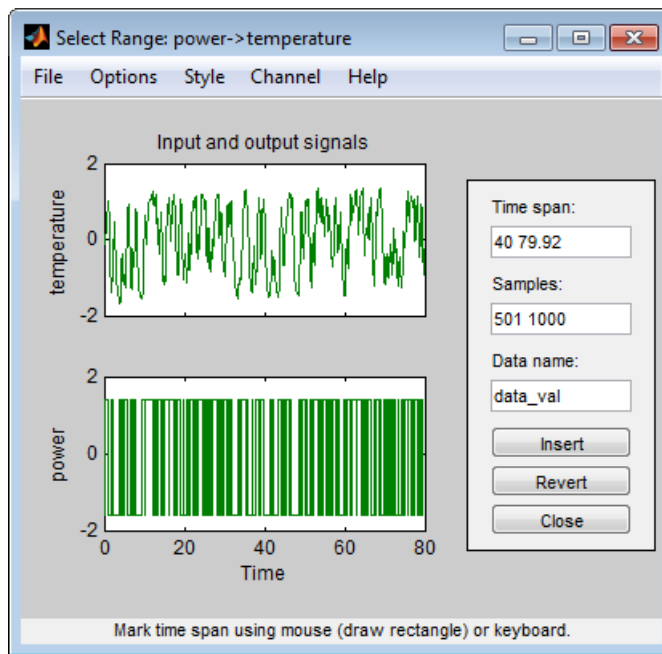 Select Range: power->temperature
File Options Style Channel Help
Input and output signals
2
0
-2
temperature
2
0
-2
power
0 20 40 60 80
Time
Time span:
40 79.92
Samples:
501 1000
Data name:
data_val
Insert
Revert
Close
Mark time span using mouse (draw rectangle) or keyboard.